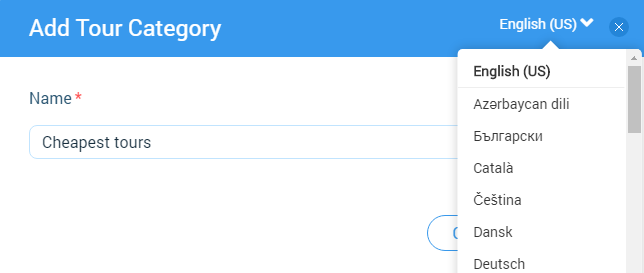 Add Tour Category
English (US)
English (US)
Name *
Azərbaycan dili
Български
Cheapest tours
Català
Čeština
Dansk
Deutsch